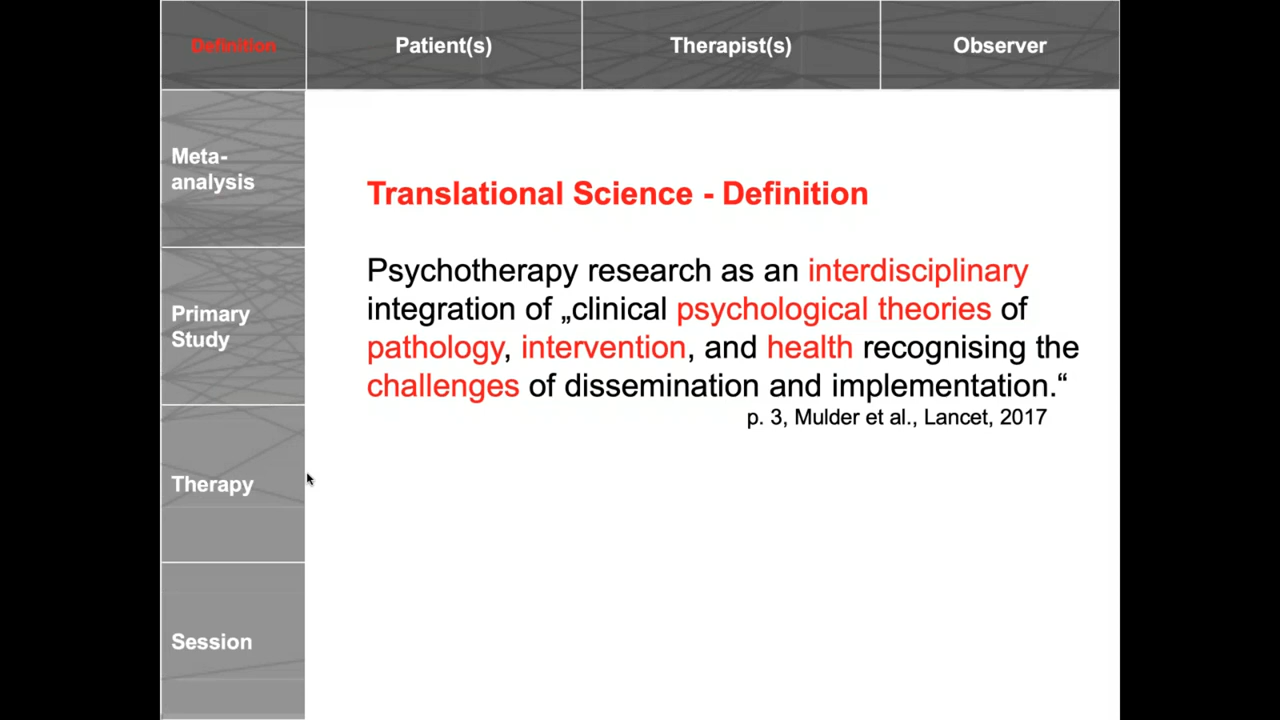 Definition
Patient(s)
Therapist(s)
Observer
Meta-
analysis
Primary
Study
Therapy
Session
Translational Science - Definition
Psychotherapy research as an interdisciplinary
integration of „clinical psychological theories of
pathology, intervention, and health recognising the
challenges of dissemination and implementation.“
p. 3, Mulder et al., Lancet, 2017